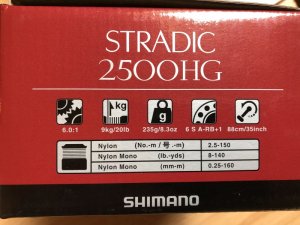 STRADIC
2500HG
kg
g
6.0:1 9kg/20lb 235g/8.3oz 6 S A-RB+1 88cm/35inch
Nylon (No.-m / 号 .-m) 2.5-150
Nylon Mono (lb.-yds) 8-140
Nylon Mono (mm-m) 0.25-160
SHIMANO